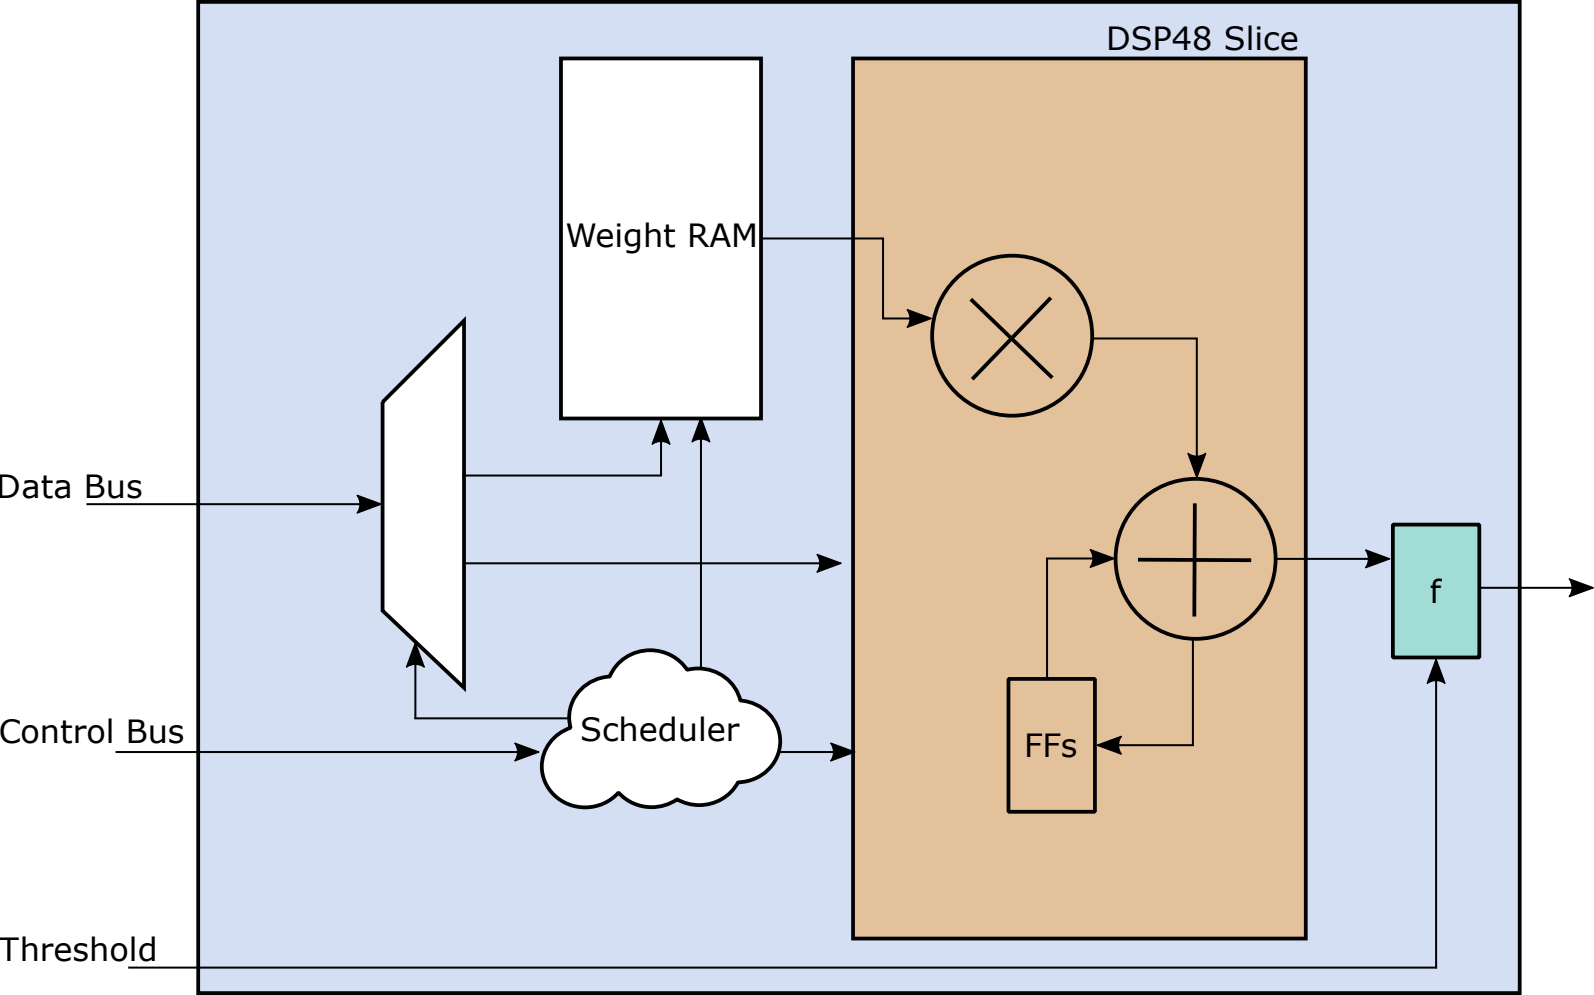 DSP48 Slice
Weight RAM
Data Bus
f
Scheduler
Control Bus
FFs
Threshold